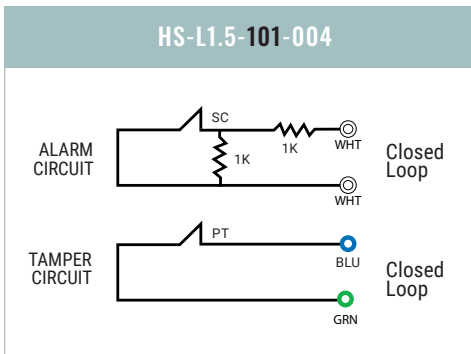 HS-L1.5-101-004
SC
ALARM
CIRCUIT
1K
1K
WHT
Closed
Loop
WHT
PT
TAMPER
CIRCUIT
BLU
Closed
Loop
GRN